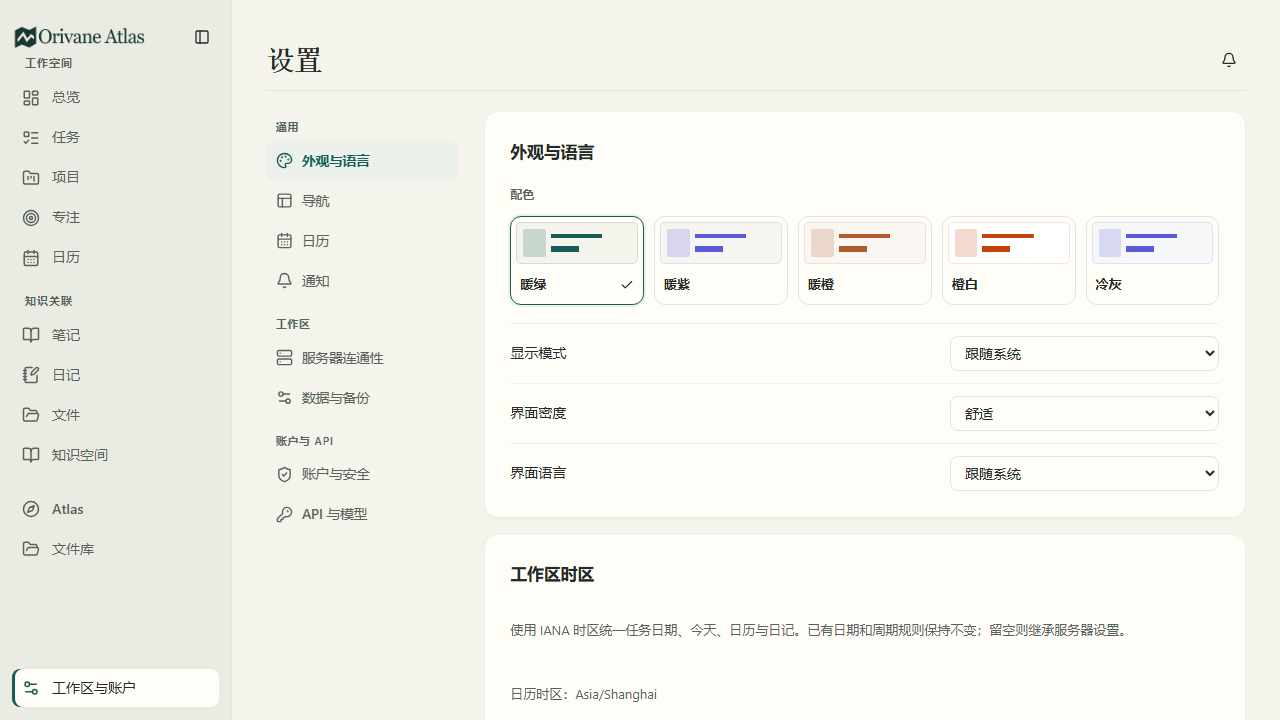 Orivane Atlas
工作空间
总览
任务
项目
专注
日历
知识关联
笔记
日记
文件
知识空间
Atlas
文件库
工作区与账户
设置
通用
外观与语言
导航
日历
通知
工作区
服务器连通性
数据与备份
账户与 API
账户与安全
API 与模型
外观与语言
配色
暖绿
暖紫
暖橙
橙白
冷灰
显示模式
跟随系统
界面密度
舒适
界面语言
跟随系统
工作区时区
使用 IANA 时区统一任务日期、今天、日历与日记。已有日期和周期规则保持不变；留空则继承服务器设置。
日历时区：Asia/Shanghai